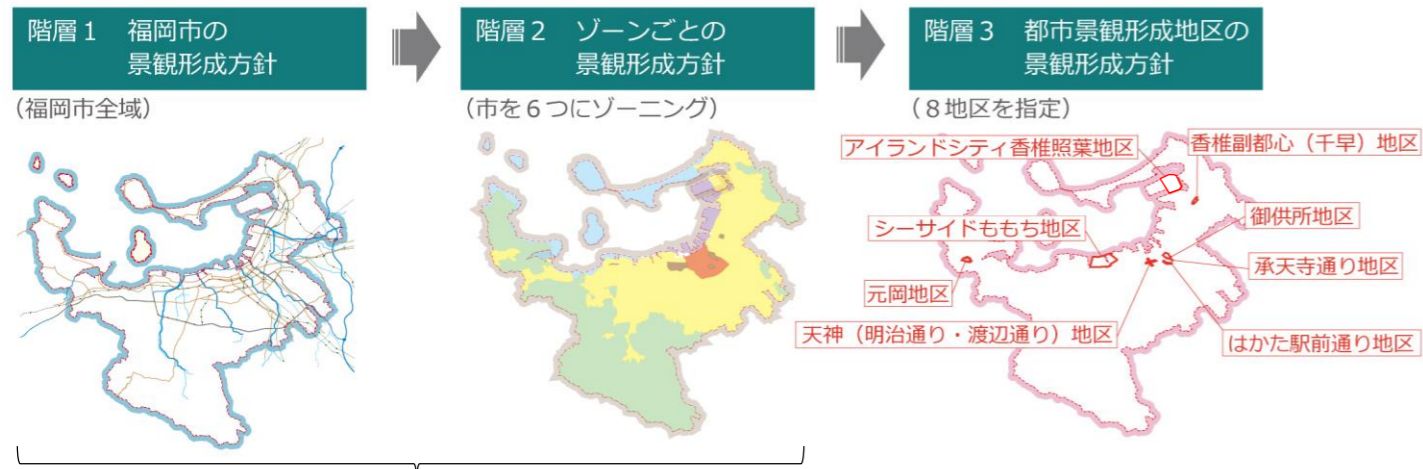 階層１　福岡市の
景観形成方針
（福岡市全域）
階層２　ゾーンごとの
景観形成方針
（市を６つにゾーニング）
階層３　都市景観形成地区の
景観形成方針
（８地区を指定）
アイランドシティ香椎照葉地区
香椎副都心（千早）地区
御供所地区
シーサイドももち地区
承天寺通り地区
元岡地区
天神（明治通り・渡辺通り）地区
はかた駅前通り地区